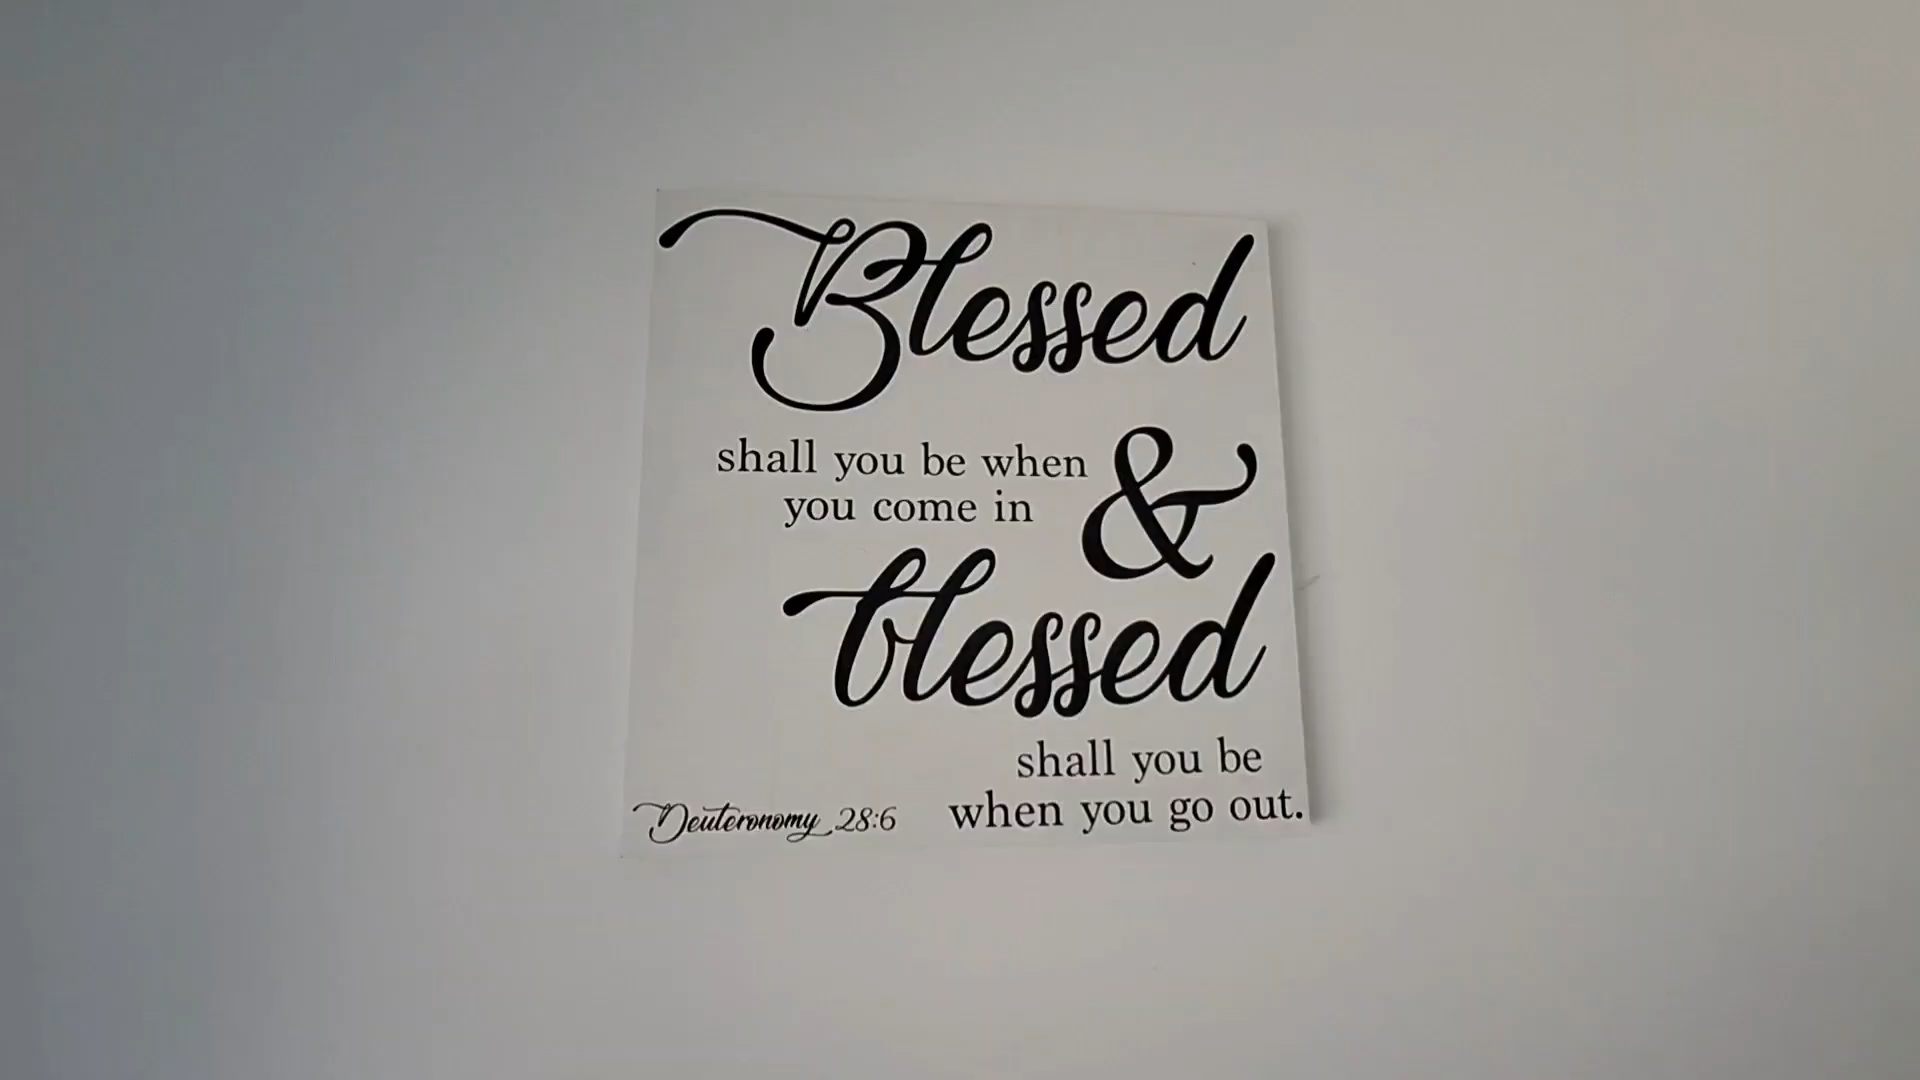 Blessed
shall you be when
you come in
&
blessed
shall you be
when you go out.
Deuteronomy 28:6